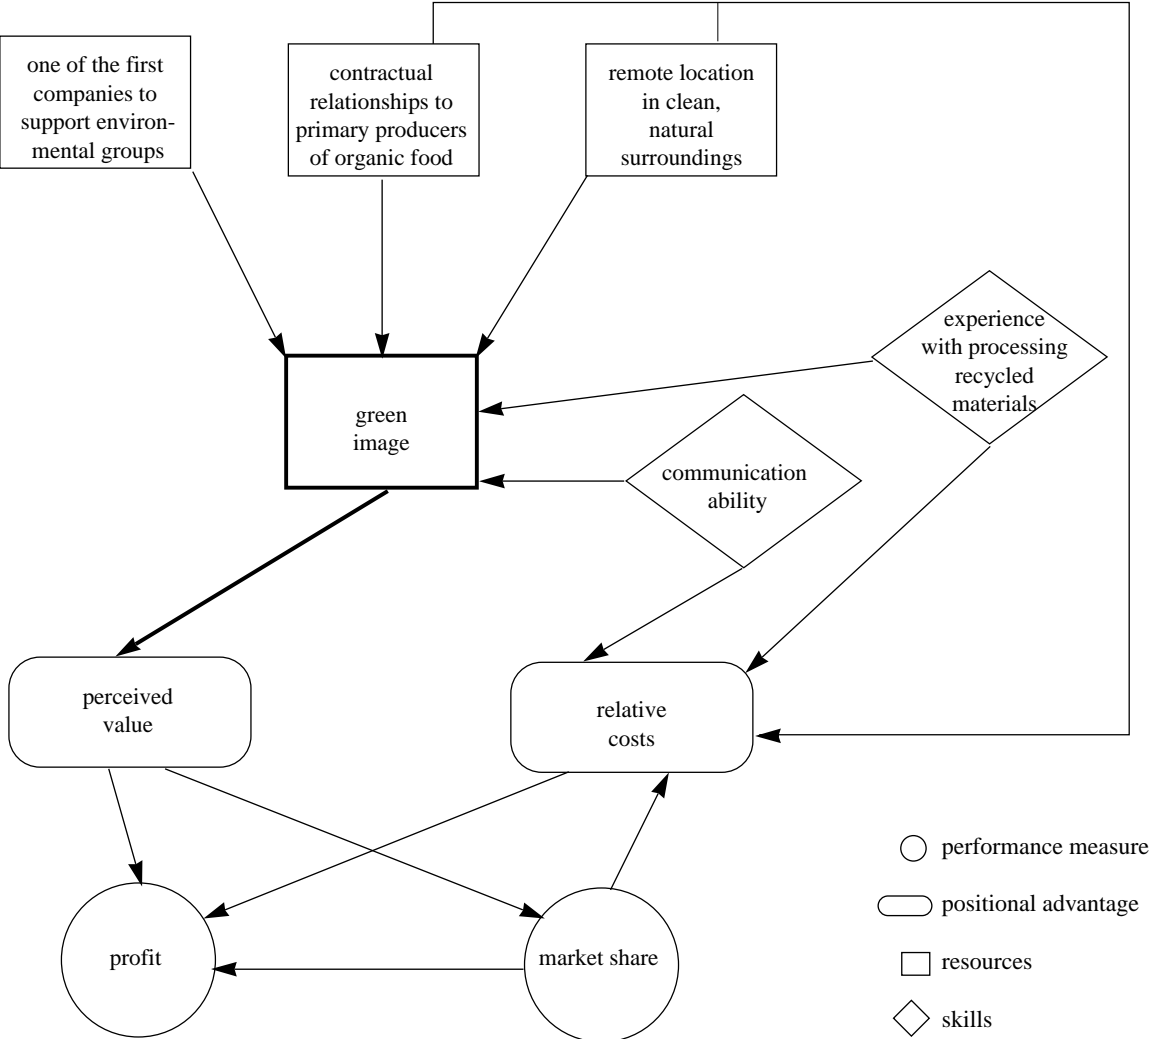 one of the first
companies to
support environ-
mental groups
contractual
relationships to
primary producers
of organic food
remote location
in clean,
natural
surroundings
experience
with processing
recycled
materials
green
image
communication
ability
perceived
value
relative
costs
profit
market share
performance measure
positional advantage
resources
skills